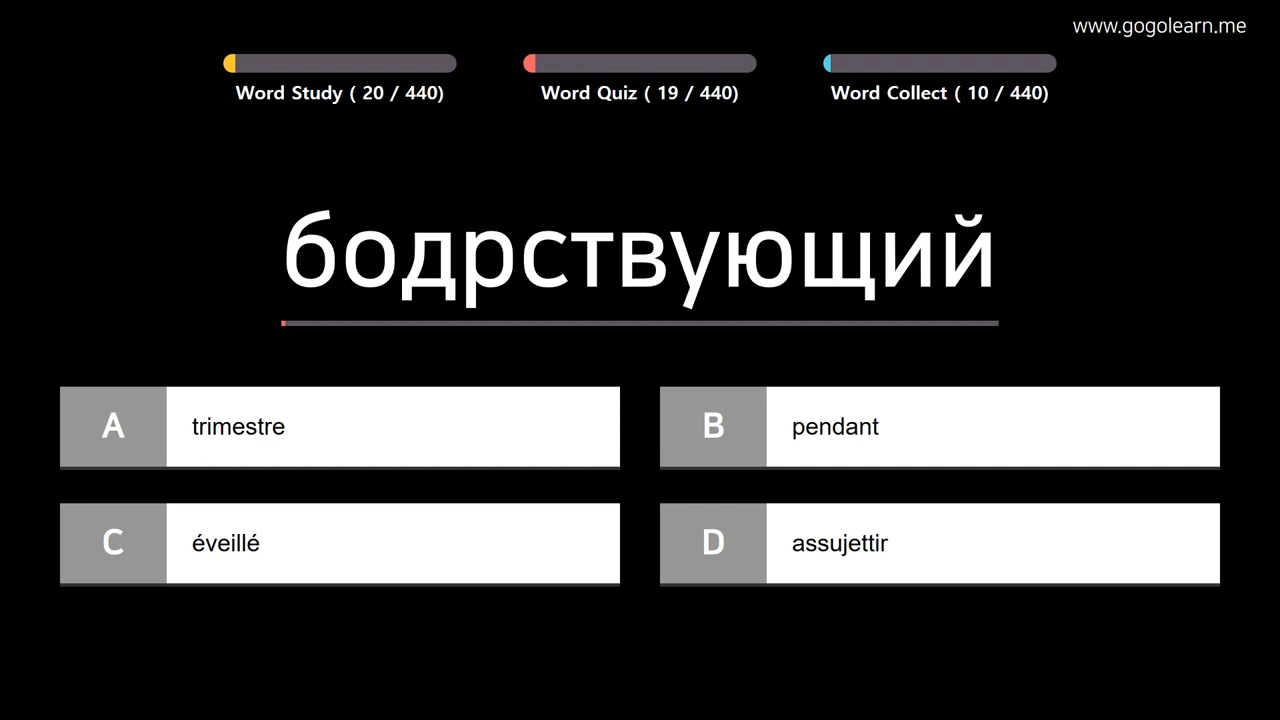 www.gogolearn.me
Word Study ( 20 / 440)
Word Quiz ( 19 / 440)
Word Collect ( 10 / 440)
бодрствующий
A trimestre
B pendant
C éveillé
D assujettir